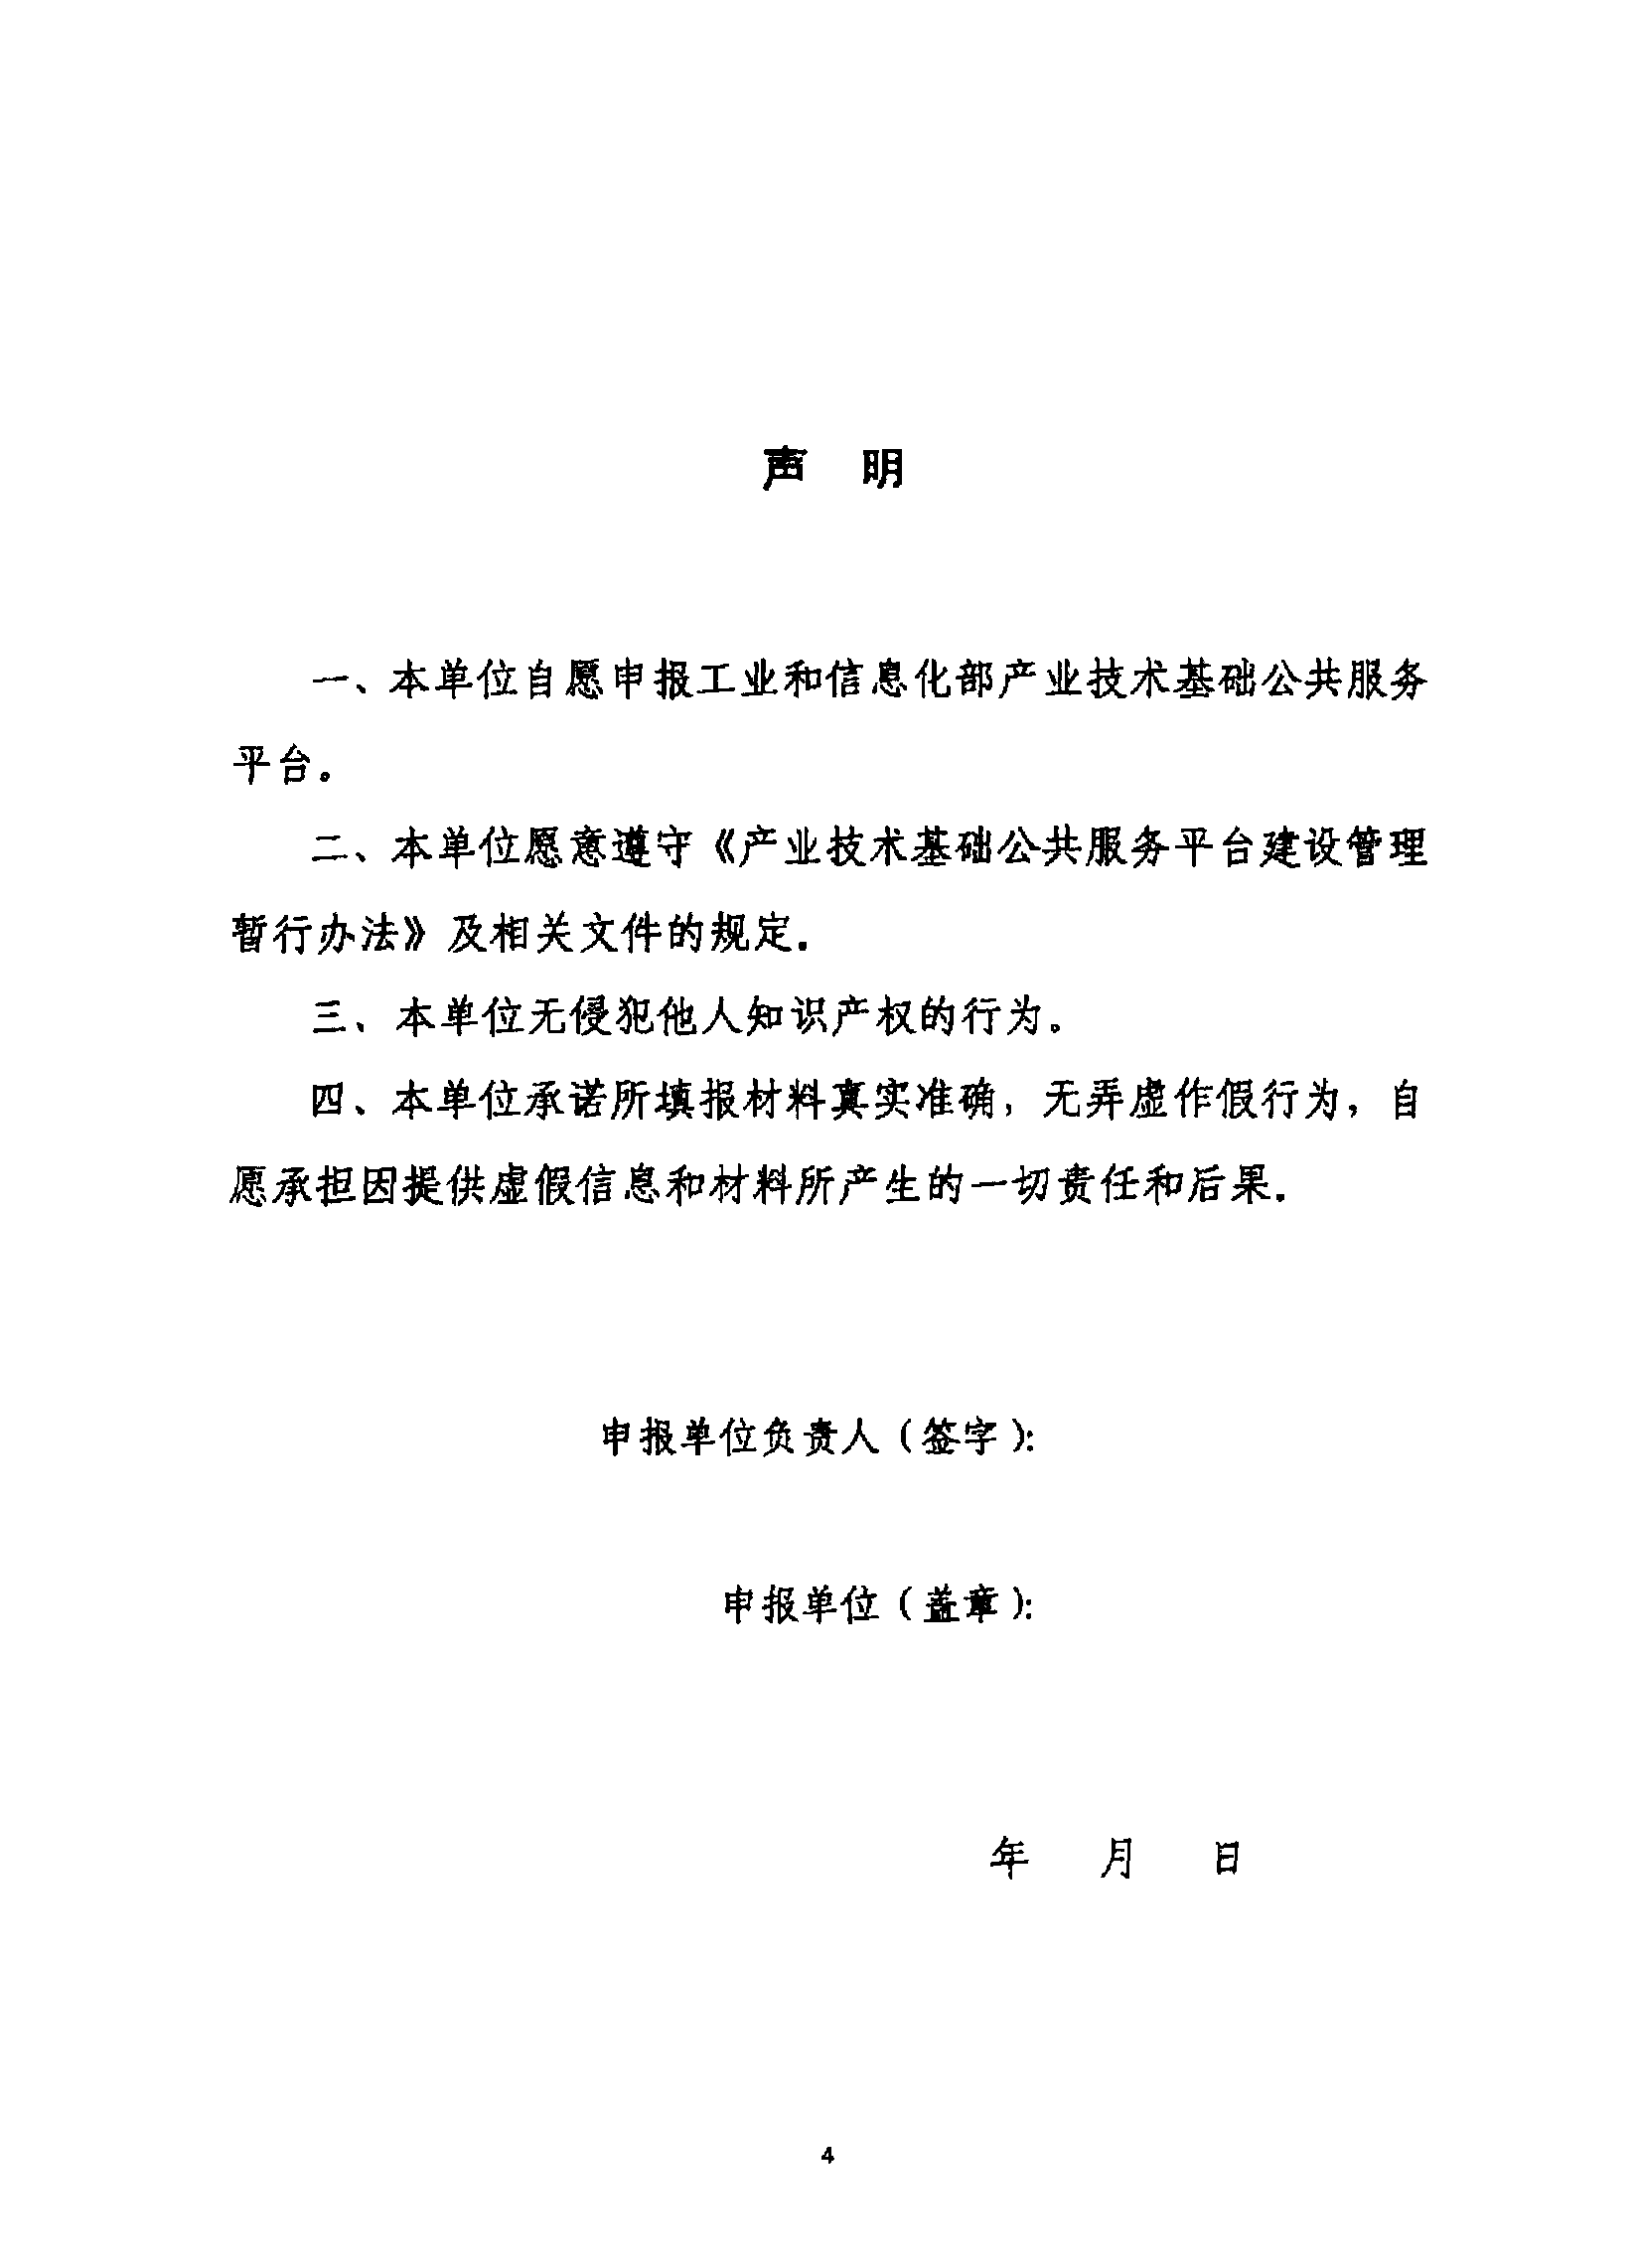 声 明
一、本单位自愿申报工业和信息化部产业技术基础公共服务
平台。
二、本单位愿意遵守《产业技术基础公共服务平台建设管理
暂行办法》及相关文件的规定。
三、本单位无侵犯他人知识产权的行为。
四、本单位承诺所填报材料真实准确，无弄虚作假行为，自
愿承担因提供虚假信息和材料所产生的一切责任和后果。
申报单位负责人（签字）：
申报单位（盖章）：
年 月 日
4